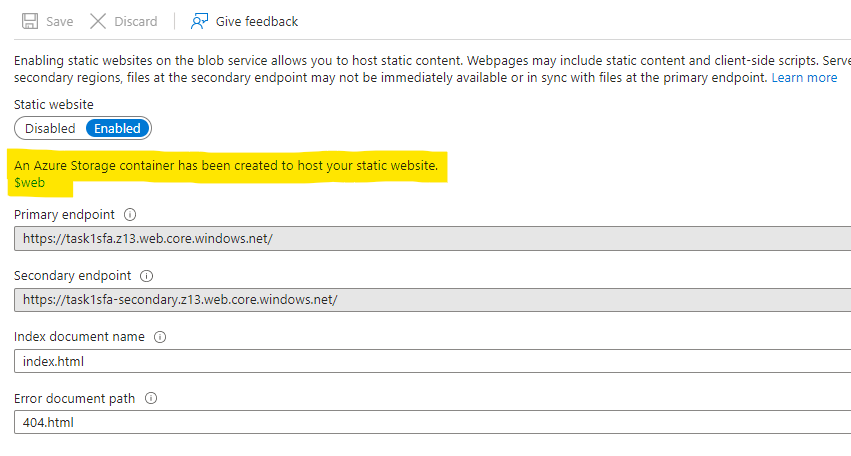 Save Discard Give feedback
Enabling static websites on the blob service allows you to host static content. Webpages may include static content and client-side scripts. Serve
secondary regions, files at the secondary endpoint may not be immediately available or in sync with files at the primary endpoint. Learn more
Static website
Disabled Enabled
An Azure Storage container has been created to host your static website.
$web
Primary endpoint
https://task1sfa.z13.web.core.windows.net/
Secondary endpoint
https://task1sfa-secondary.z13.web.core.windows.net/
Index document name
index.html
Error document path
404.html